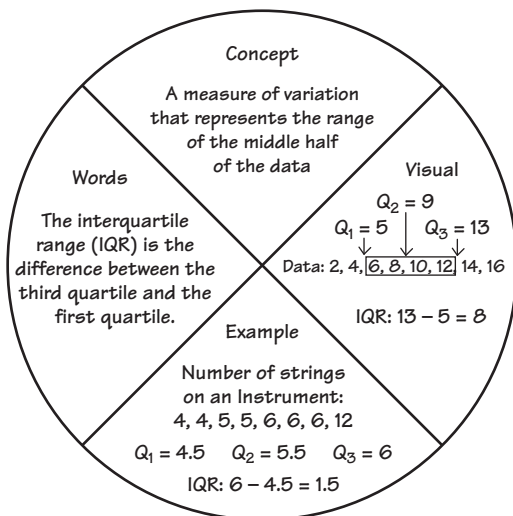 Concept
A measure of variation
that represents the range
of the middle half
of the data
Words
The interquartile
range (IQR) is the
difference between the
third quartile and the
first quartile.
Visual
Q₂ = 9
Q₁ = 5 Q₃ = 13
Data: 2, 4, 6, 8, 10, 12, 14, 16
IQR: 13 – 5 = 8
Example
Number of strings
on an Instrument:
4, 4, 5, 5, 6, 6, 6, 12
Q₁ = 4.5 Q₂ = 5.5 Q₃ = 6
IQR: 6 – 4.5 = 1.5